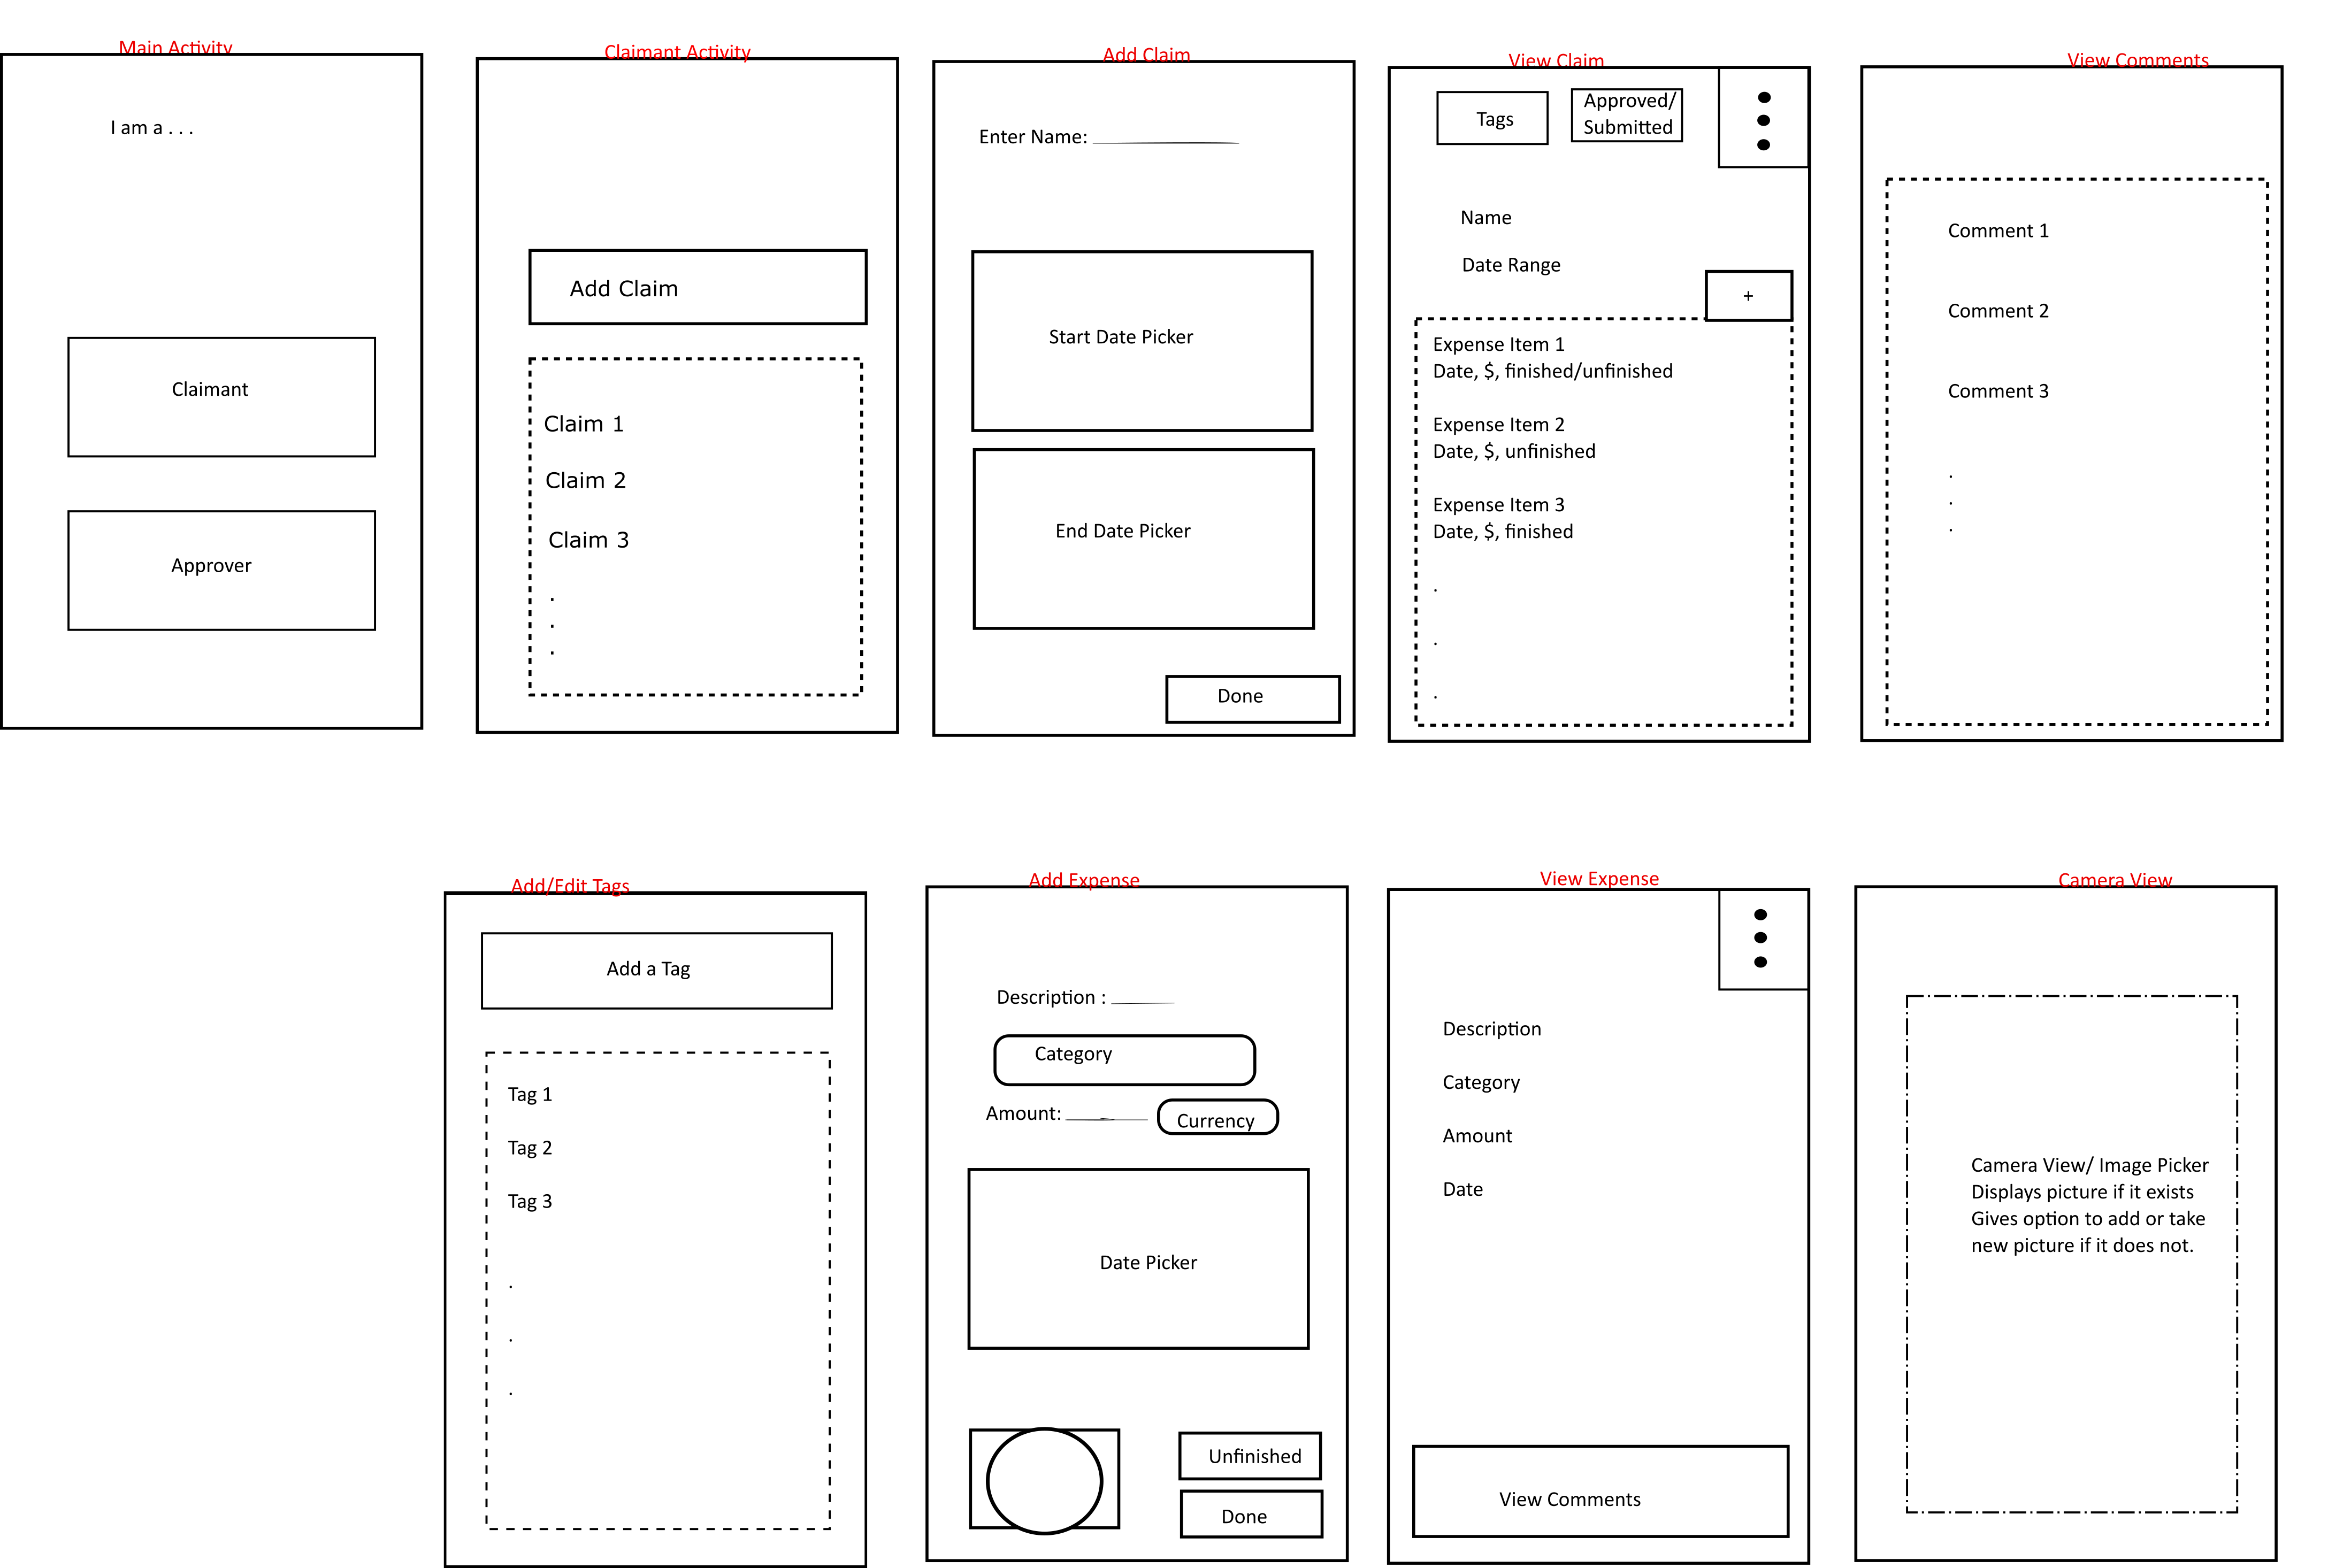 Main Activity
I am a . . .
Claimant
Approver
Claimant Activity
Add Claim
Claim 1
Claim 2
Claim 3
.
.
.
Add Claim
Enter Name:
Start Date Picker
End Date Picker
Done
View Claim
Tags
Approved/
Submitted
Name
Date Range
+
Expense Item 1
Date, $, finished/unfinished
Expense Item 2
Date, $, unfinished
Expense Item 3
Date, $, finished
.
.
.
View Comments
Comment 1
Comment 2
Comment 3
.
.
.
Add/Edit Tags
Add a Tag
Tag 1
Tag 2
Tag 3
.
.
.
Add Expense
Description :
Category
Amount:
Currency
Date Picker
Unfinished
Done
View Expense
Description
Category
Amount
Date
View Comments
Camera View
Camera View/ Image Picker
Displays picture if it exists
Gives option to add or take
new picture if it does not.